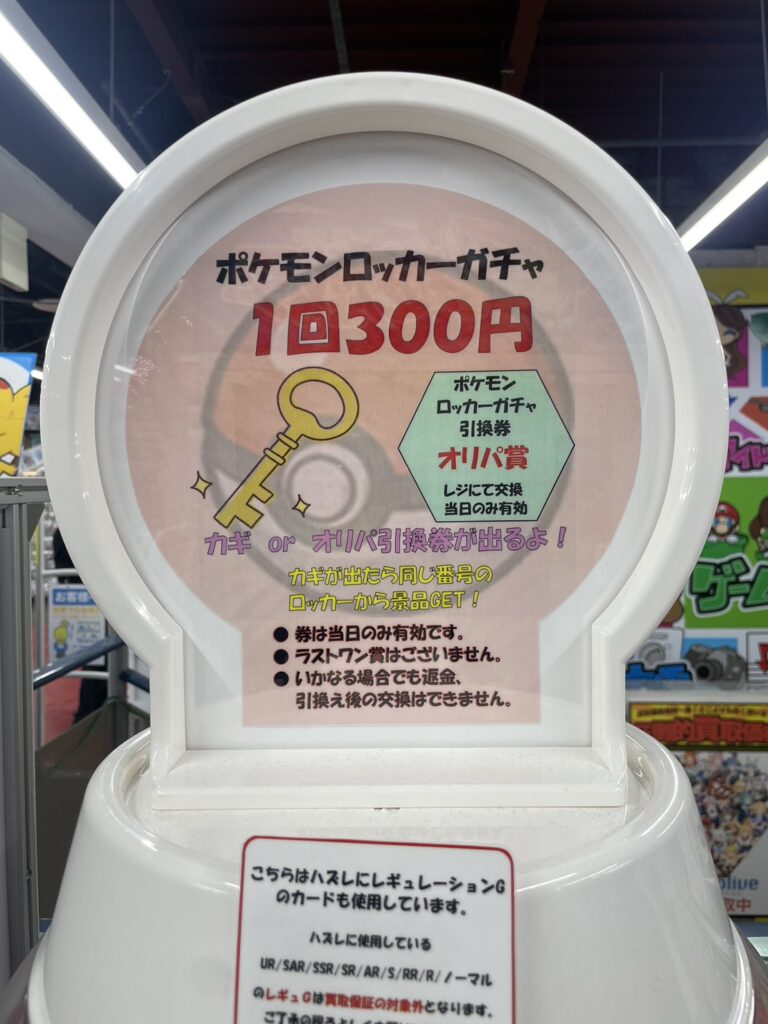 ポケモンロッカーガチャ
1回300円
ポケモン
ロッカーガチャ
引換券
オリパ賞
レジにて交換
当日のみ有効
カギ or オリパ引換券が出るよ！
カギが出たら同じ番号の
ロッカーから景品GET！
● 券は当日のみ有効です。
● ラストワン賞はございません。
● いかなる場合でも返金、
引換え後の交換はできません。
こちらはハズレにレギュレーションG
のカードも使用しています。
ハズレに使用している
UR/SAR/SSR/SR/AR/S/RR/R/ノーマル
のレギュGは買取保証の対象外となります。
お客様
ゲーム
olive
取中